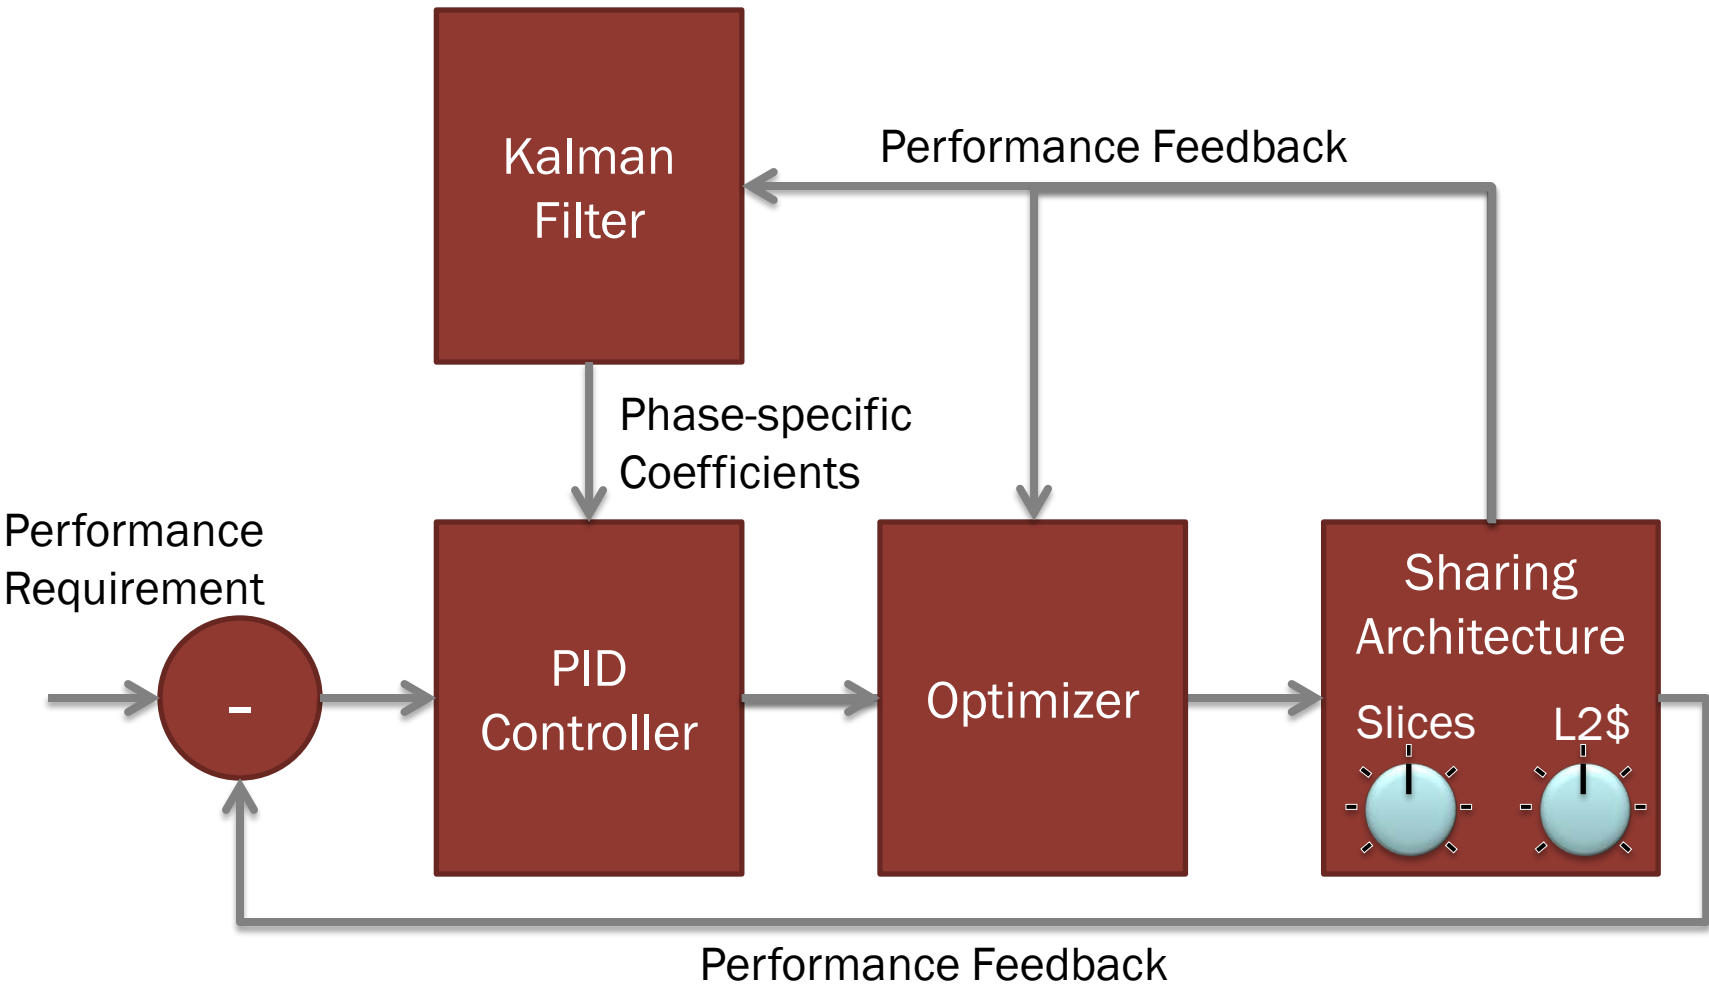 Kalman
Filter
Performance Feedback
Phase-specific
Coefficients
Performance
Requirement
-
PID
Controller
Optimizer
Sharing
Architecture
Slices
L2$
Performance Feedback